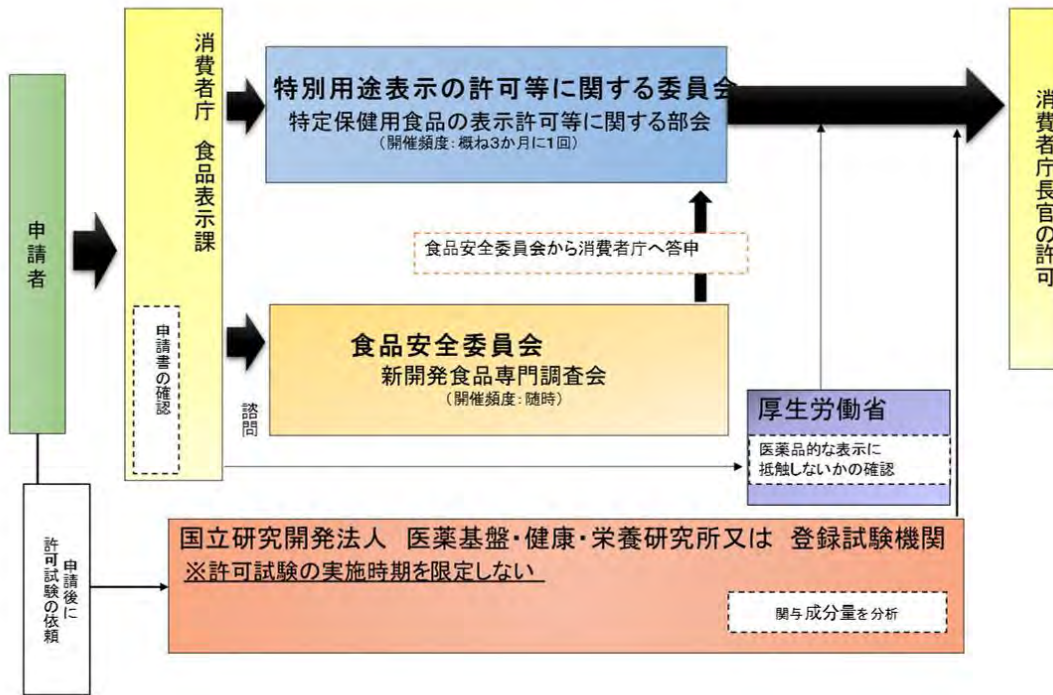 申請者
消費者庁 食品表示課
申請書の確認
特別用途表示の許可等に関する委員会
特定保健用食品の表示許可等に関する部会
（開催頻度：概ね3か月に1回）
食品安全委員会から消費者庁へ答申
食品安全委員会
新開発食品専門調査会
（開催頻度：随時）
諮問
厚生労働省
医薬品的な表示に
抵触しないかの確認
消費者庁長官の許可
申請後に
許可試験の依頼
国立研究開発法人 医薬基盤・健康・栄養研究所又は 登録試験機関
※許可試験の実施時期を限定しない
関与成分量を分析